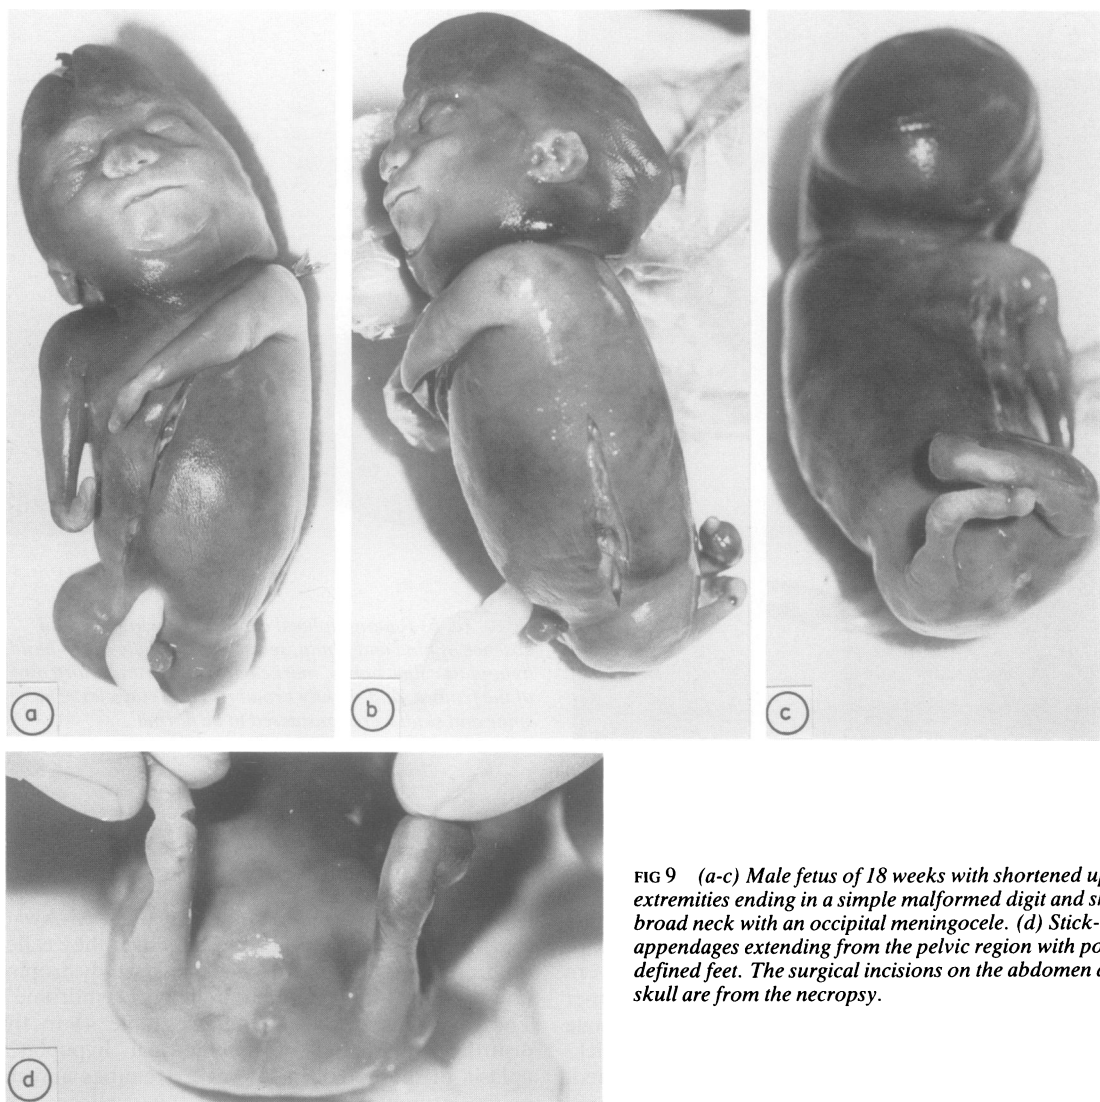 a
b
c
d
FIG 9 (a-c) Male fetus of 18 weeks with shortened
extremities ending in a simple malformed digit and
broad neck with an occipital meningocele. (d) Stick-
appendages extending from the pelvic region with
defined feet. The surgical incisions on the abdomen
skull are from the necropsy.